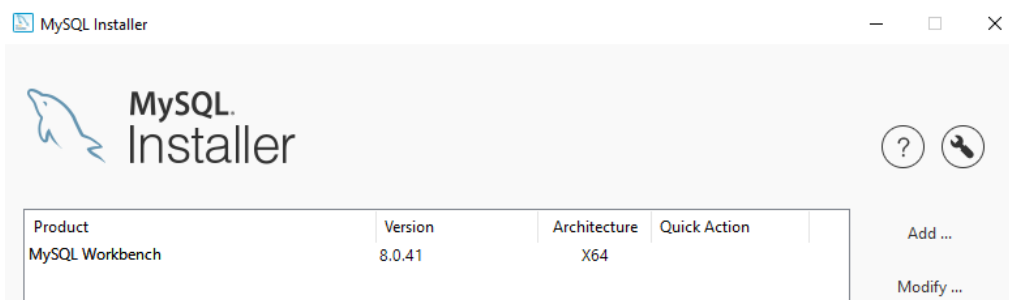 MySQL Installer
MySQL.
Installer
?
Product Version Architecture Quick Action
Add ...
MySQL Workbench 8.0.41 X64
Modify ...